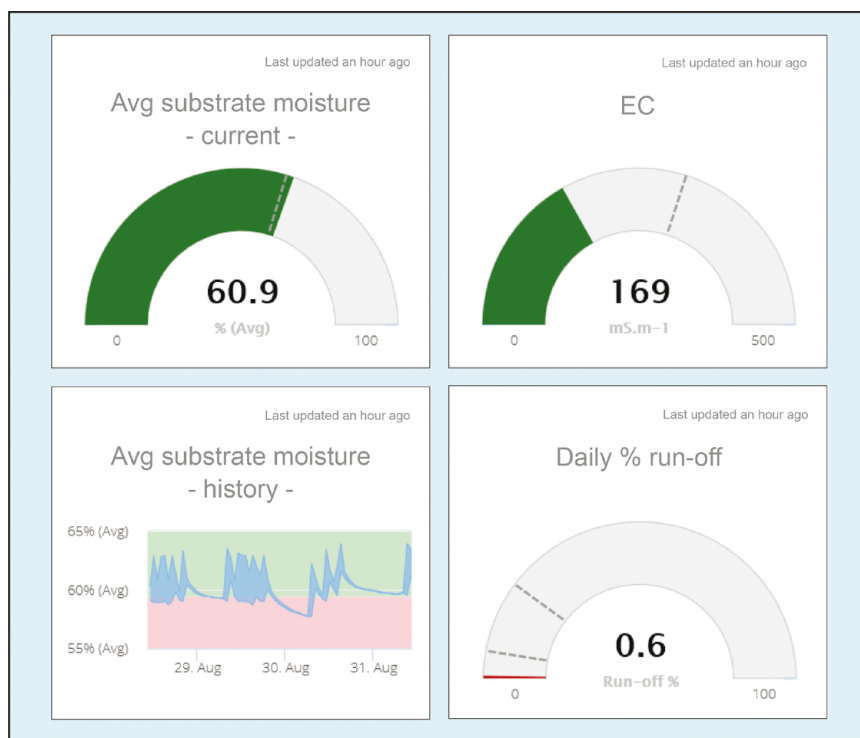 Last updated an hour ago
Avg substrate moisture
- current -
60.9
% (Avg)
0
100
Last updated an hour ago
EC
169
mS.m-1
0
500
Last updated an hour ago
Avg substrate moisture
- history -
65% (Avg)
60% (Avg)
55% (Avg)
29. Aug
30. Aug
31. Aug
Last updated an hour ago
Daily % run-off
0.6
Run-off %
0
100